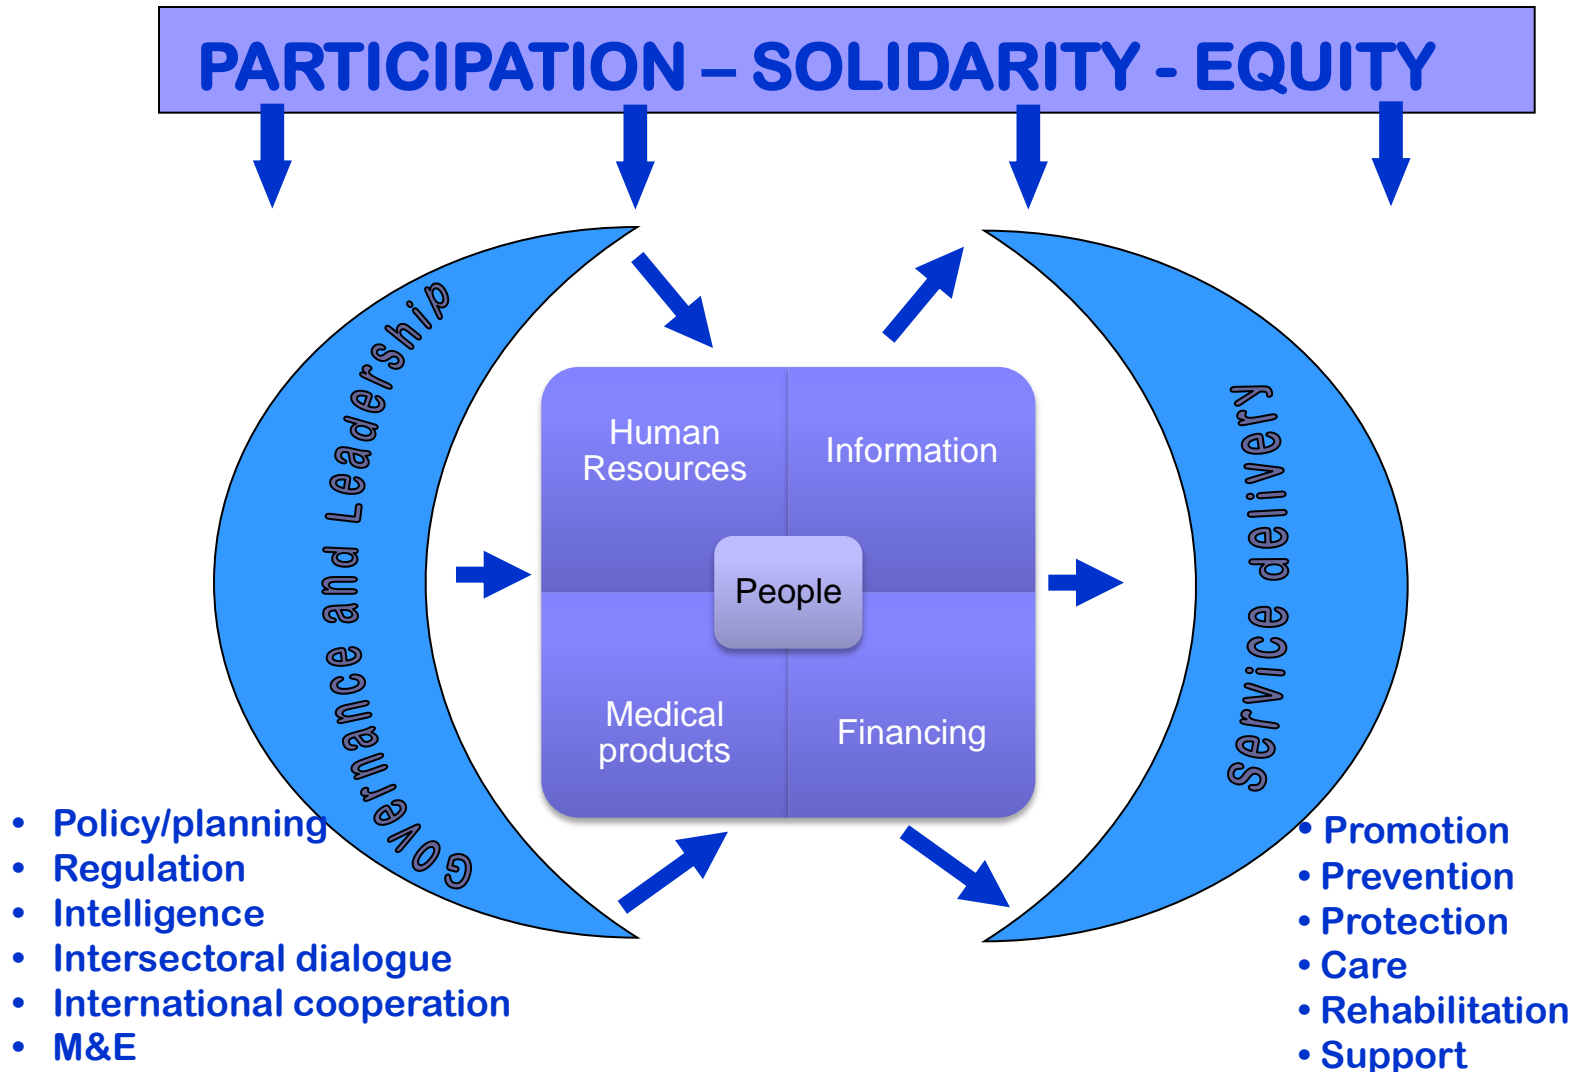 PARTICIPATION – SOLIDARITY - EQUITY
Governance and Leadership
Human
Resources
Information
People
Medical
products
Financing
Service delivery
• Policy/planning
• Regulation
• Intelligence
• Intersectoral dialogue
• International cooperation
• M&E
• Promotion
• Prevention
• Protection
• Care
• Rehabilitation
• Support